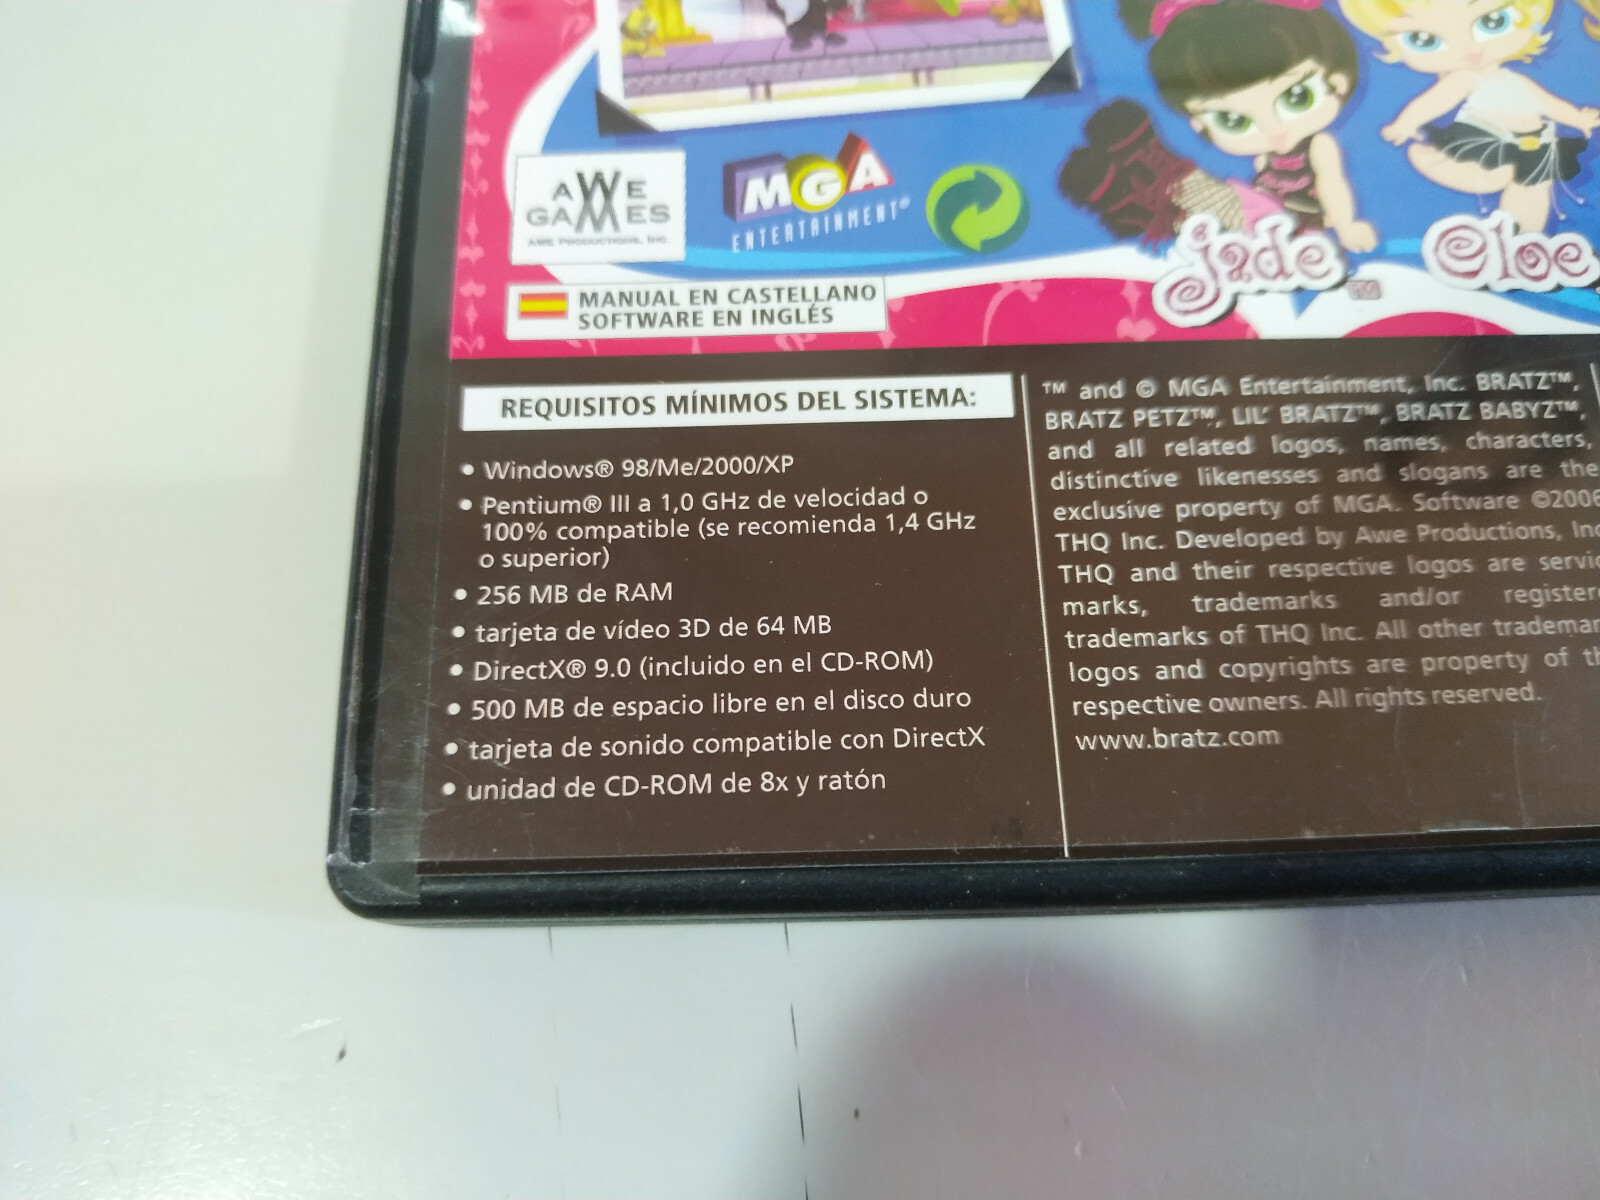 AWE
GAMES
AWE PRODUCTIONS, INC.
MGA
ENTERTAINMENT®
Jade™
Cloe
MANUAL EN CASTELLANO
SOFTWARE EN INGLÉS
REQUISITOS MÍNIMOS DEL SISTEMA:
• Windows® 98/Me/2000/XP
• Pentium® III a 1,0 GHz de velocidad o
100% compatible (se recomienda 1,4 GHz
o superior)
• 256 MB de RAM
• tarjeta de vídeo 3D de 64 MB
• DirectX® 9.0 (incluido en el CD-ROM)
• 500 MB de espacio libre en el disco duro
• tarjeta de sonido compatible con DirectX
• unidad de CD-ROM de 8x y ratón
™ and © MGA Entertainment, Inc. BRATZ™,
BRATZ PETZ™, LIL' BRATZ™, BRATZ BABYZ™,
and all related logos, names, characters,
distinctive likenesses and slogans are the
exclusive property of MGA. Software ©2006
THQ Inc. Developed by Awe Productions, Inc
THQ and their respective logos are servic
marks, trademarks and/or registere
trademarks of THQ Inc. All other trademar
logos and copyrights are property of th
respective owners. All rights reserved.
www.bratz.com